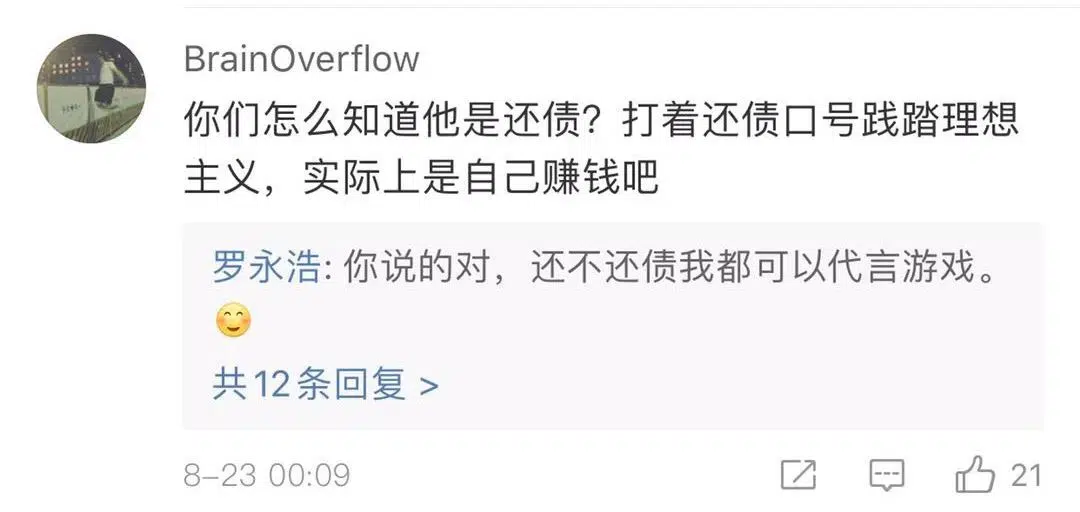 BrainOverflow
你们怎么知道他是还债？打着还债口号践踏理想
主义，实际上是自己赚钱吧
罗永浩: 你说的对，还不还债我都可以代言游戏。
共12条回复 >
8-23 00:09
21